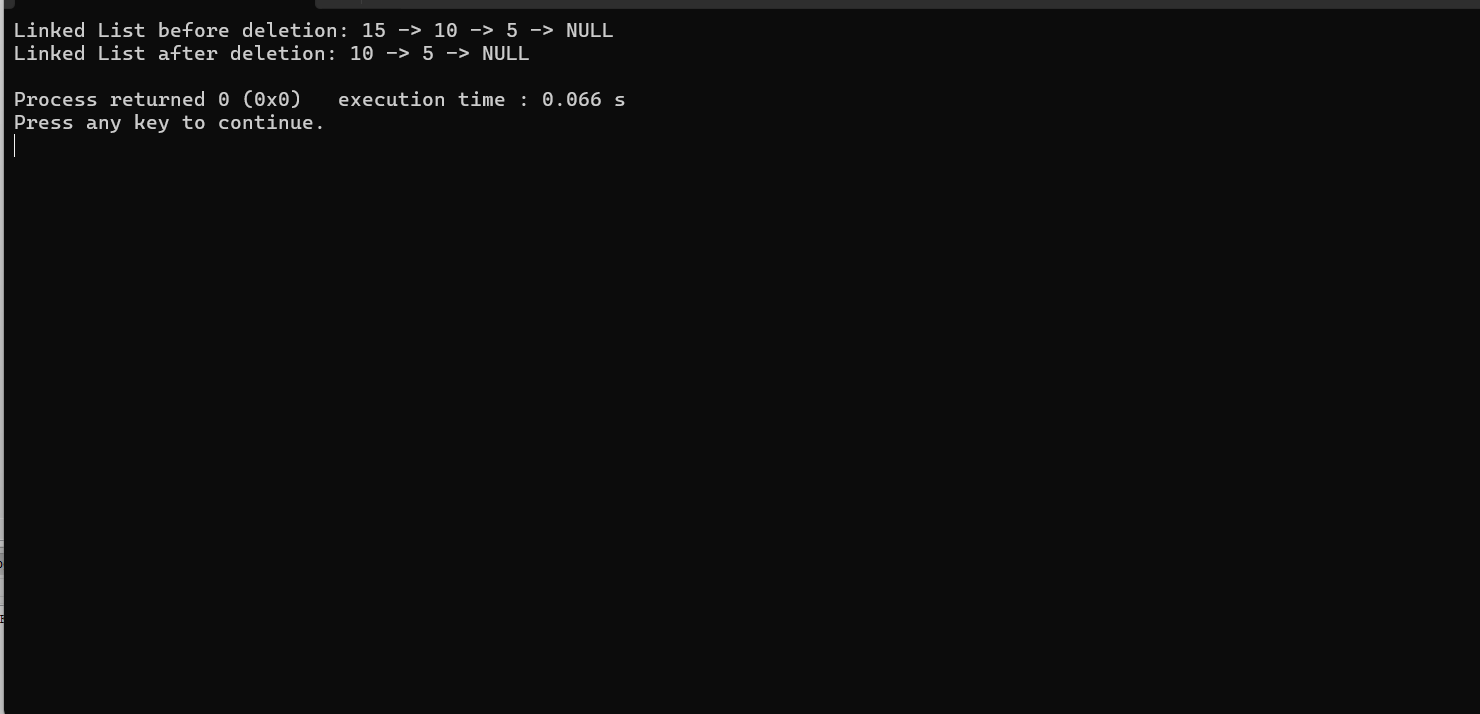 Linked List before deletion: 15 -> 10 -> 5 -> NULL
Linked List after deletion: 10 -> 5 -> NULL
Process returned 0 (0x0)   execution time : 0.066 s
Press any key to continue.